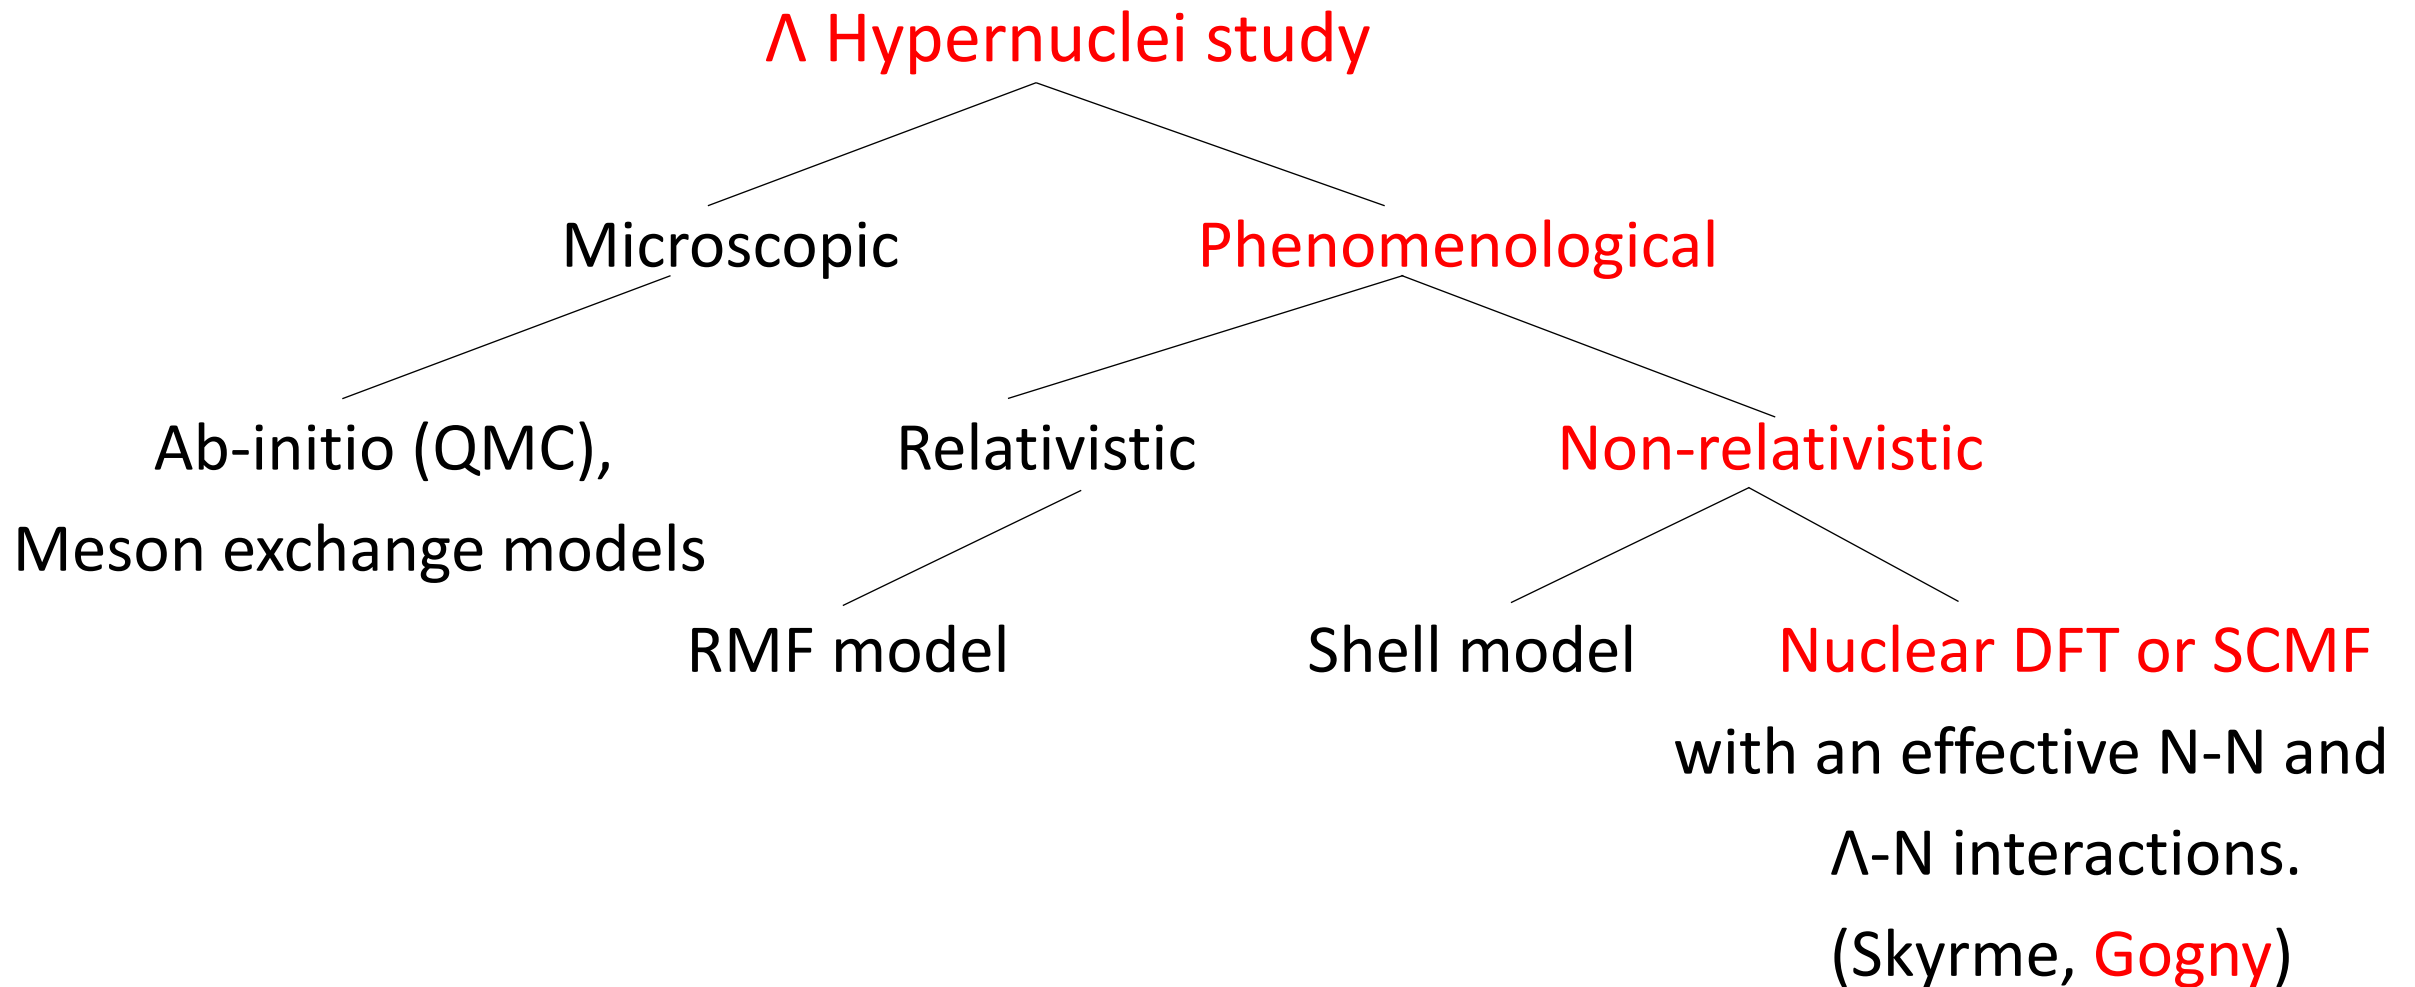 Λ Hypernuclei study
Microscopic
Phenomenological
Ab-initio (QMC),
Meson exchange models
Relativistic
Non-relativistic
RMF model
Shell model
Nuclear DFT or SCMF
with an effective N-N and
Λ-N interactions.
(Skyrme, Gogny)